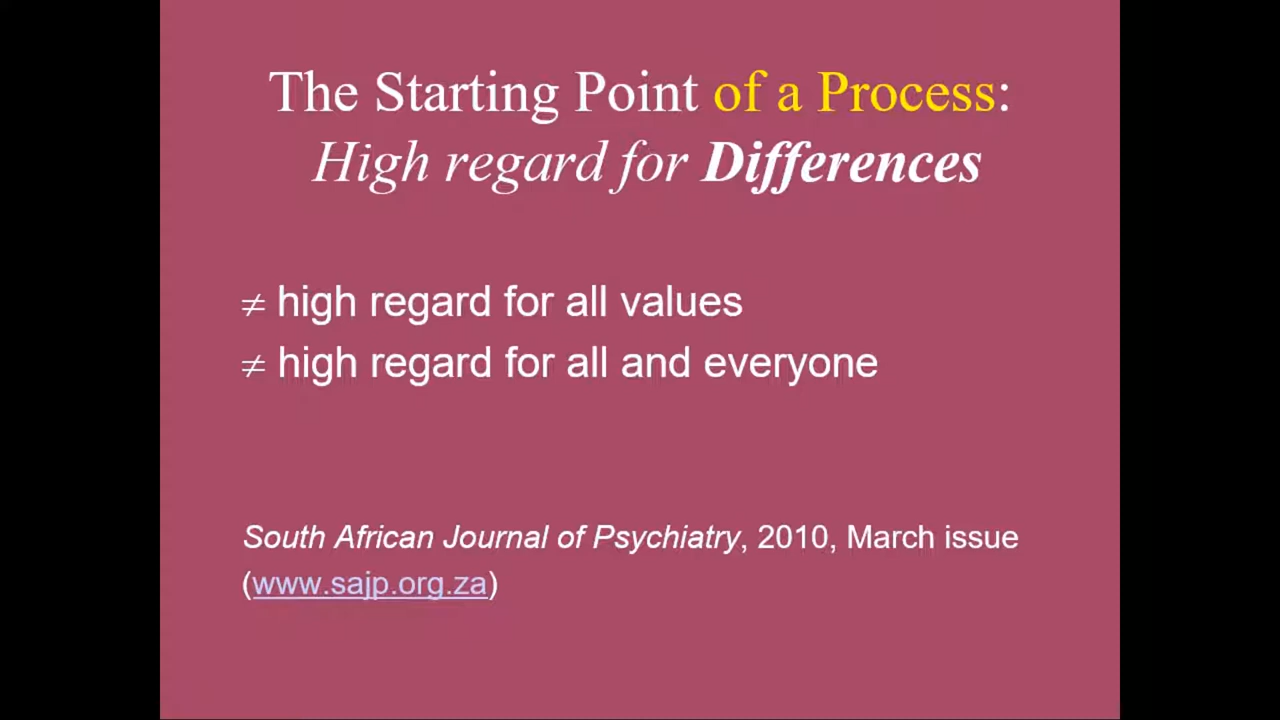 The Starting Point of a Process:
High regard for Differences
≠ high regard for all values
≠ high regard for all and everyone
South African Journal of Psychiatry, 2010, March issue
(www.sajp.org.za)